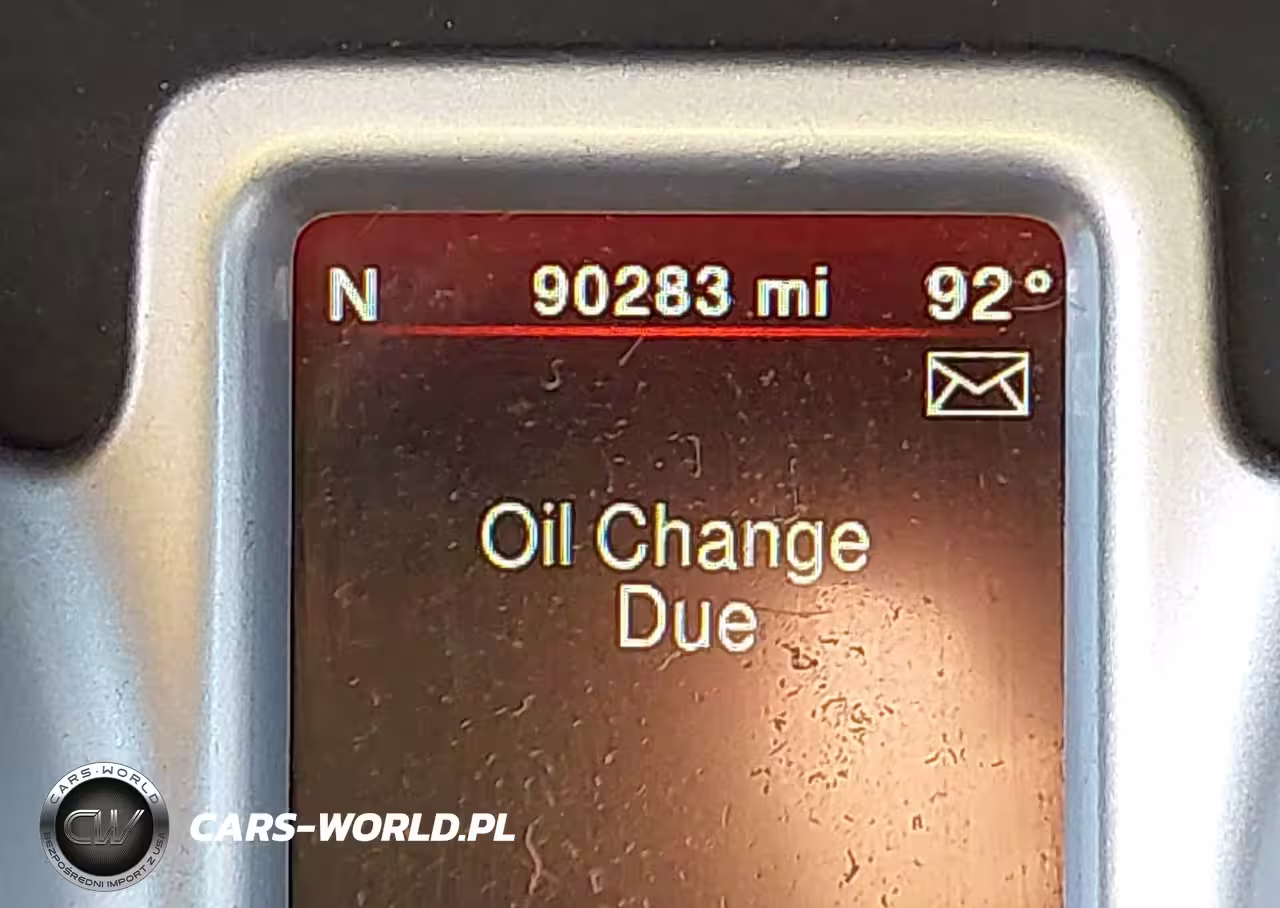 N 90283 mi 92°
Oil Change
Due
CARS·WORLD
CW
BEZPOŚREDNI IMPORT Z USA
CARS-WORLD.PL